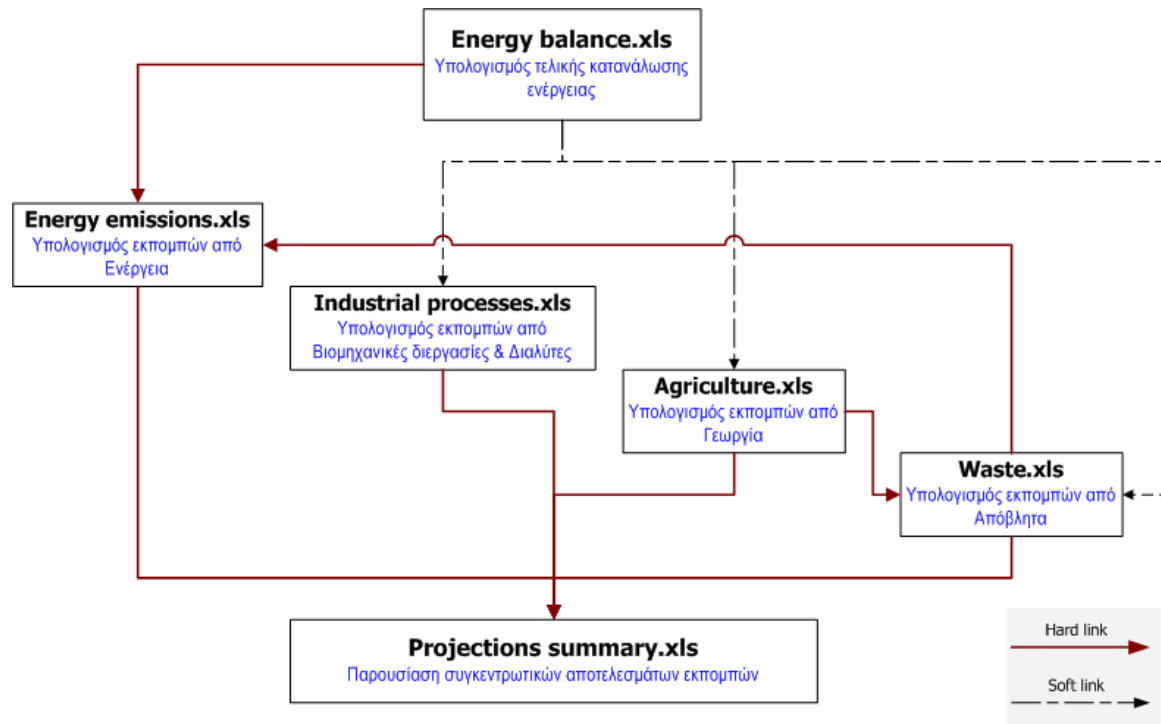 Energy balance.xls
Υπολογισμός τελικής κατανάλωσης
ενέργειας
Energy emissions.xls
Υπολογισμός εκπομπών από
Ενέργεια
Industrial processes.xls
Υπολογισμός εκπομπών από
Βιομηχανικές διεργασίες & Διαλύτες
Agriculture.xls
Υπολογισμός εκπομπών από
Γεωργία
Waste.xls
Υπολογισμός εκπομπών από
Απόβλητα
Projections summary.xls
Παρουσίαση συγκεντρωτικών αποτελεσμάτων εκπομπών
Hard link
Soft link